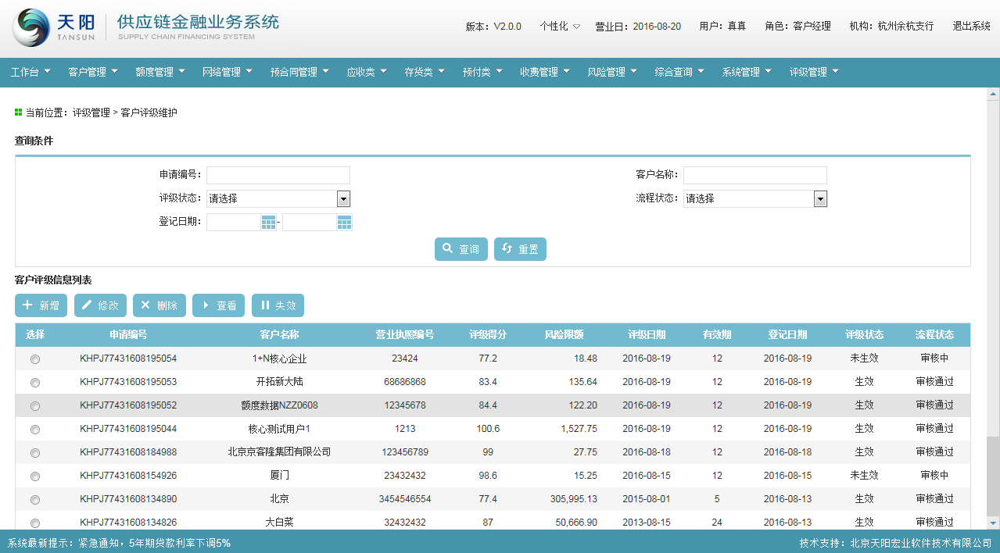 天阳 TANSUN 供应链金融业务系统 SUPPLY CHAIN FINANCING SYSTEM
版本：V2.0.0 个性化 营业日：2016-08-20 用户：真真 角色：客户经理 机构：杭州余杭支行 退出系统
工作台 客户管理 额度管理 网络管理 预合同管理 应收类 存货类 预付类 收费管理 风险管理 综合查询 系统管理 评级管理
当前位置：评级管理 > 客户评级维护
查询条件
申请编号： 客户名称：
评级状态：请选择 流程状态：请选择
登记日期： -
查询 重置
客户评级信息列表
新增 修改 删除 查看 失效
选择 申请编号 客户名称 营业执照编号 评级得分 风险限额 评级日期 有效期 登记日期 评级状态 流程状态
KHPJ77431608195054 1+N核心企业 23424 77.2 18.48 2016-08-19 12 2016-08-19 未生效 审核中
KHPJ77431608195053 开拓新大陆 68686868 83.4 135.64 2016-08-19 12 2016-08-19 生效 审核通过
KHPJ77431608195052 额度数据NZZ0608 12345678 84.4 122.20 2016-08-19 12 2016-08-19 生效 审核通过
KHPJ77431608195044 核心测试用户1 1213 100.6 1,527.75 2016-08-19 12 2016-08-19 生效 审核通过
KHPJ77431608184988 北京京客隆集团有限公司 123456789 99 27.75 2016-08-18 12 2016-08-18 生效 审核通过
KHPJ77431608154926 厦门 23432432 98.6 15.25 2016-08-15 12 2016-08-15 未生效 审核中
KHPJ77431608134890 北京 3454546554 77.4 305,995.13 2015-08-01 5 2016-08-13 生效 审核通过
KHPJ77431608134826 大白菜 32432432 87 50,666.90 2013-08-15 24 2016-08-13 生效 审核通过
系统最新提示：紧急通知，5年期贷款利率下调5% 技术支持：北京天阳宏业软件技术有限公司